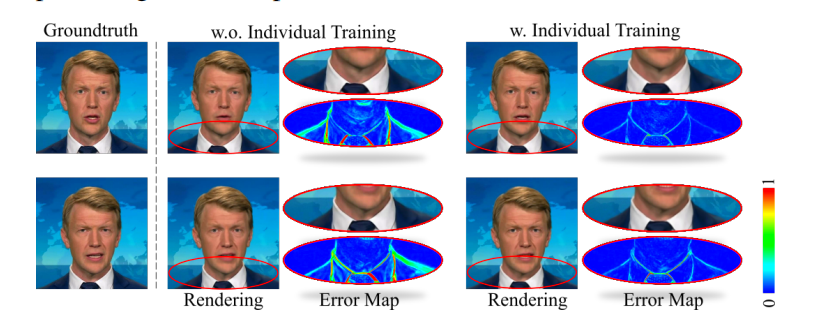 Groundtruth
w.o. Individual Training
w. Individual Training
1
0
Rendering
Error Map
Rendering
Error Map